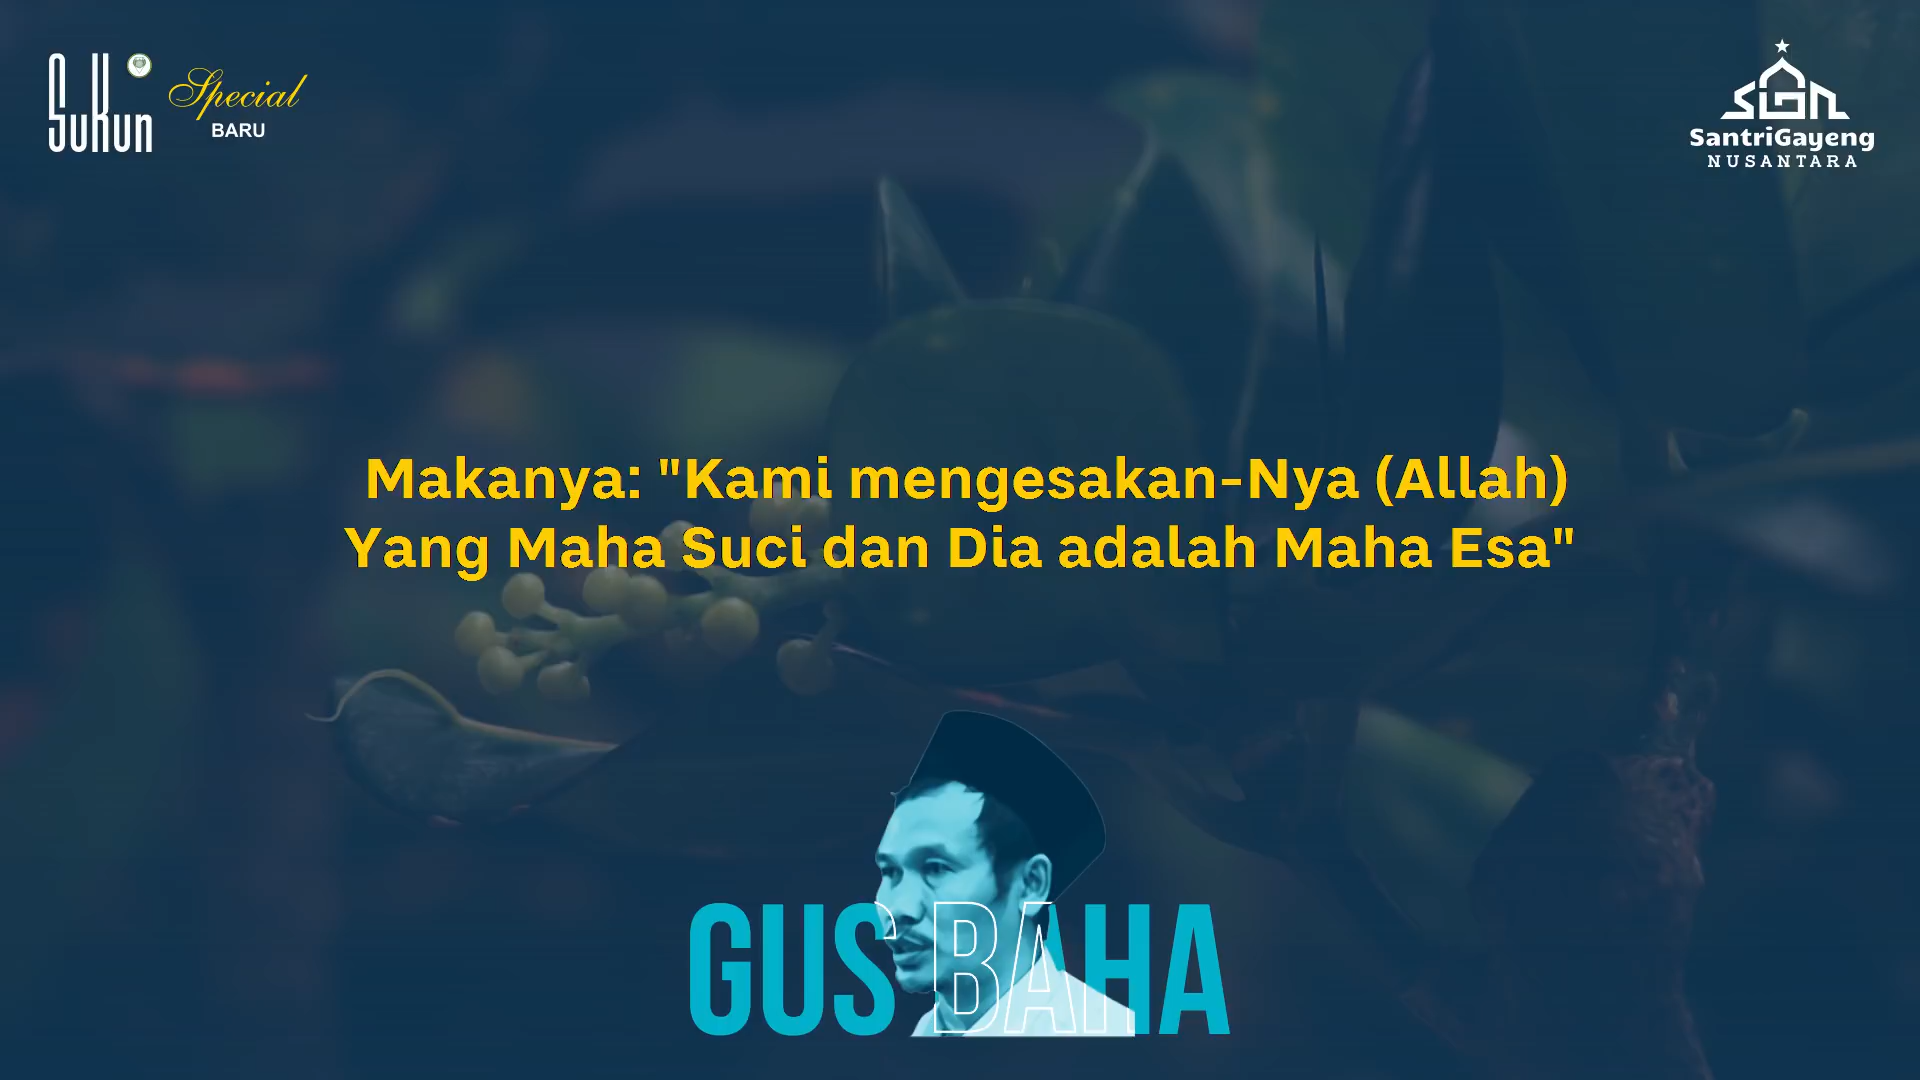 SuKun
Special
BARU
SIGN
SantriGayeng
NUSANTARA
Makanya: "Kami mengesakan-Nya (Allah)
Yang Maha Suci dan Dia adalah Maha Esa"
GUS BAHA